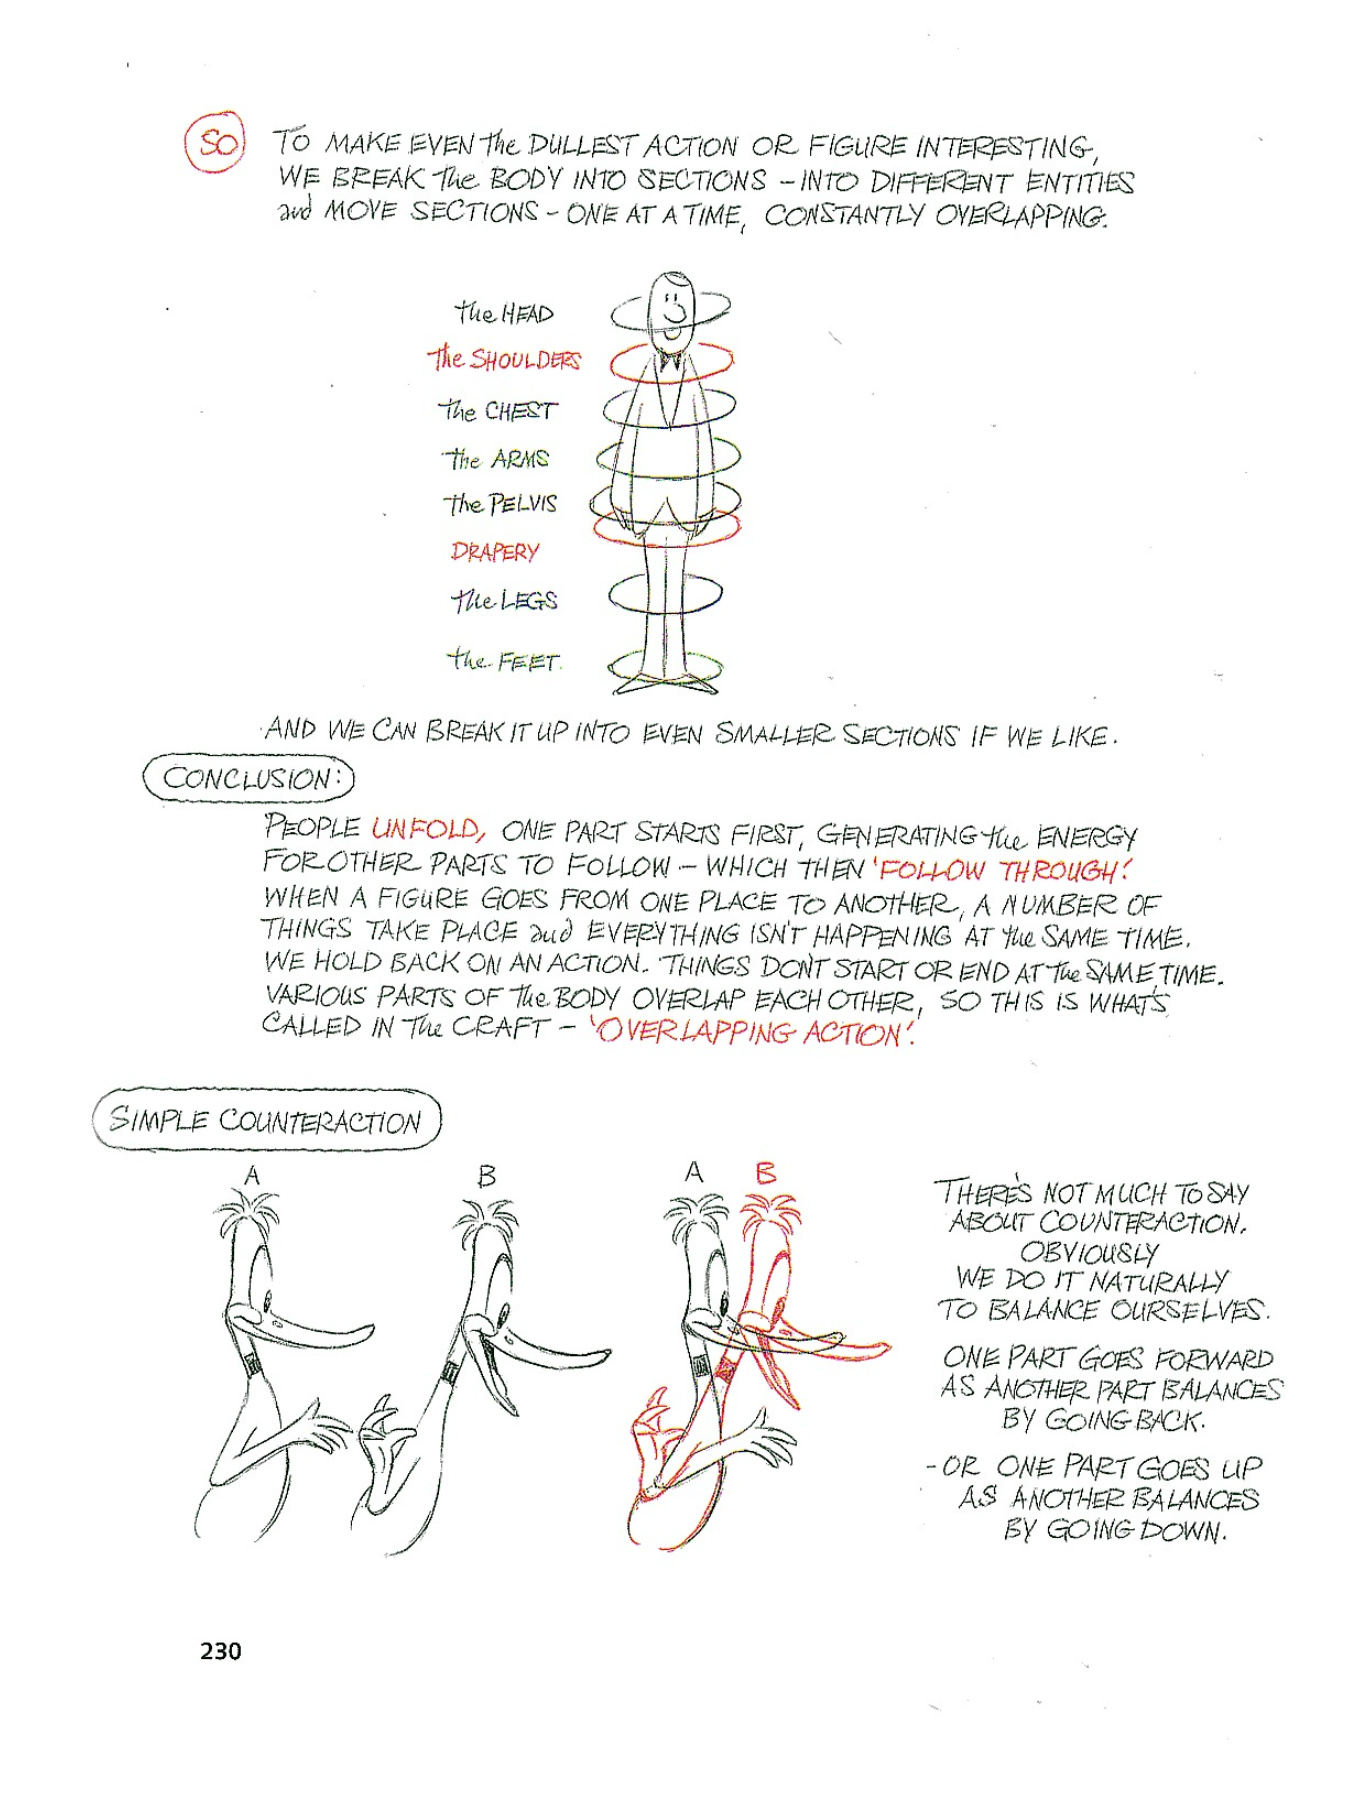 SO TO MAKE EVEN the DULLEST ACTION OR FIGURE INTERESTING,
WE BREAK the BODY INTO SECTIONS – INTO DIFFERENT ENTITIES
and MOVE SECTIONS – ONE AT A TIME, CONSTANTLY OVERLAPPING.
the HEAD
the SHOULDERS
the CHEST
the ARMS
the PELVIS
DRAPERY
the LEGS
the FEET.
AND WE CAN BREAK IT UP INTO EVEN SMALLER SECTIONS IF WE LIKE.
CONCLUSION:
PEOPLE UNFOLD, ONE PART STARTS FIRST, GENERATING the ENERGY
FOR OTHER PARTS TO FOLLOW – WHICH THEN 'FOLLOW THROUGH.'
WHEN A FIGURE GOES FROM ONE PLACE TO ANOTHER, A NUMBER OF
THINGS TAKE PLACE and EVERYTHING ISN'T HAPPENING AT the SAME TIME.
WE HOLD BACK ON AN ACTION. THINGS DON'T START OR END AT the SAME TIME.
VARIOUS PARTS OF the BODY OVERLAP EACH OTHER, SO THIS IS WHAT'S
CALLED IN the CRAFT – 'OVERLAPPING ACTION'.
SIMPLE COUNTERACTION
A B A B
THERE'S NOT MUCH TO SAY
ABOUT COUNTERACTION.
OBVIOUSLY
WE DO IT NATURALLY
TO BALANCE OURSELVES.
ONE PART GOES FORWARD
AS ANOTHER PART BALANCES
BY GOING BACK.
- OR ONE PART GOES UP
AS ANOTHER BALANCES
BY GOING DOWN.
230